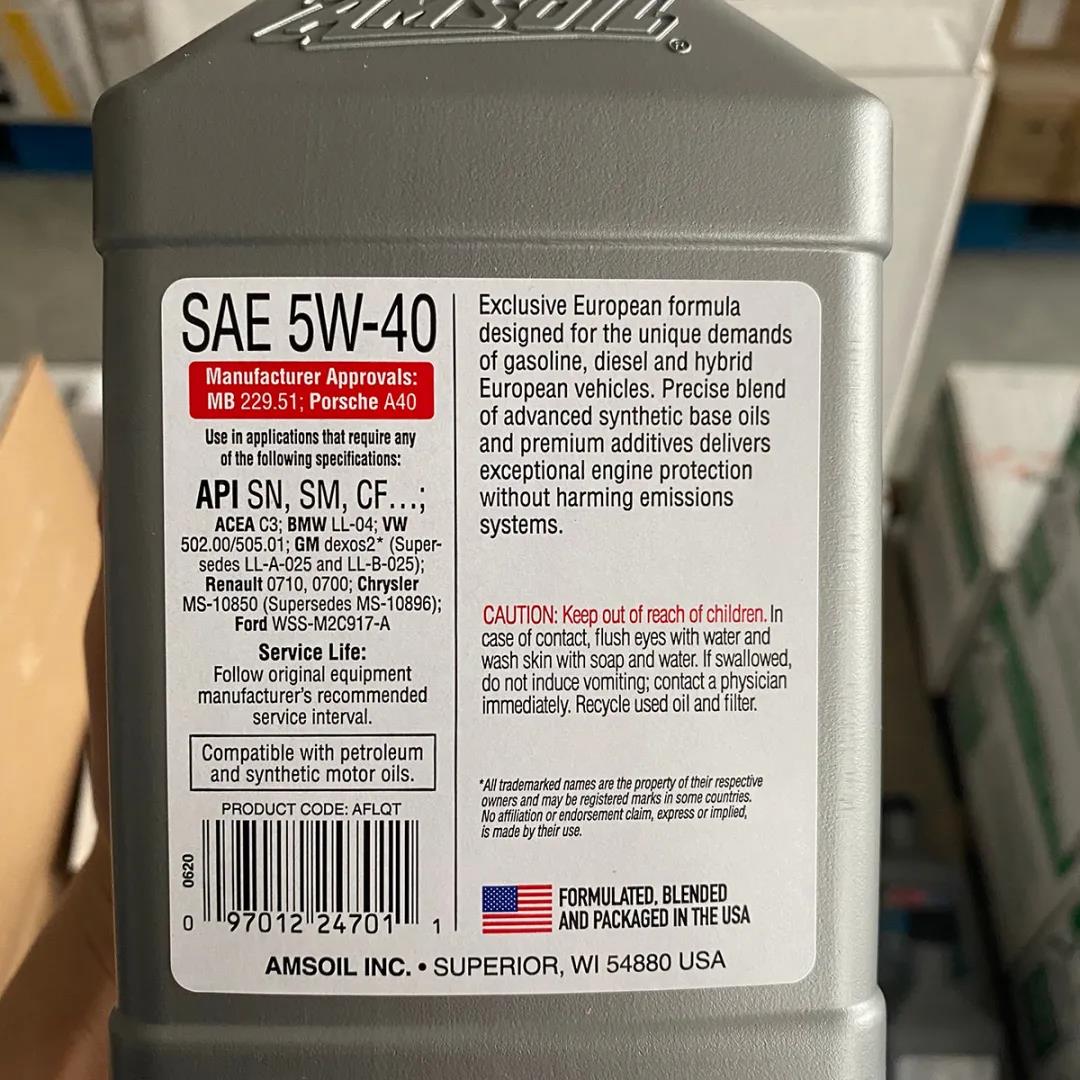 AMSOIL®
SAE 5W-40
Manufacturer Approvals:
MB 229.51; Porsche A40
Use in applications that require any
of the following specifications:
API SN, SM, CF...;
ACEA C3; BMW LL-04; VW
502.00/505.01; GM dexos2* (Super-
sedes LL-A-025 and LL-B-025);
Renault 0710, 0700; Chrysler
MS-10850 (Supersedes MS-10896);
Ford WSS-M2C917-A
Service Life:
Follow original equipment
manufacturer's recommended
service interval.
Compatible with petroleum
and synthetic motor oils.
PRODUCT CODE: AFLQT
0620
0 97012 24701 1
Exclusive European formula
designed for the unique demands
of gasoline, diesel and hybrid
European vehicles. Precise blend
of advanced synthetic base oils
and premium additives delivers
exceptional engine protection
without harming emissions
systems.
CAUTION: Keep out of reach of children. In
case of contact, flush eyes with water and
wash skin with soap and water. If swallowed,
do not induce vomiting; contact a physician
immediately. Recycle used oil and filter.
*All trademarked names are the property of their respective
owners and may be registered marks in some countries.
No affiliation or endorsement claim, express or implied,
is made by their use.
FORMULATED, BLENDED
AND PACKAGED IN THE USA
AMSOIL INC. • SUPERIOR, WI 54880 USA